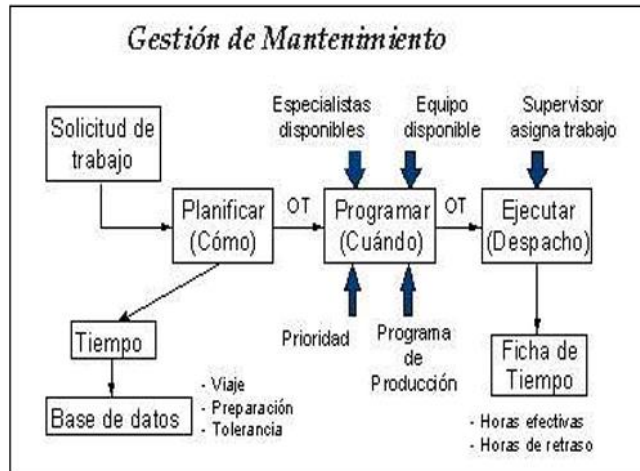 Gestión de Mantenimiento
Especialistas
disponibles
Equipo
disponible
Supervisor
asigna trabajo
Solicitud de
trabajo
Planificar
(Cómo)
OT
Programar
(Cuándo)
OT
Ejecutar
(Despacho)
Tiempo
Prioridad
Programa
de
Producción
Ficha de
Tiempo
Base de datos
- Viaje
- Preparación
- Tolerancia
- Horas efectivas
- Horas de retraso